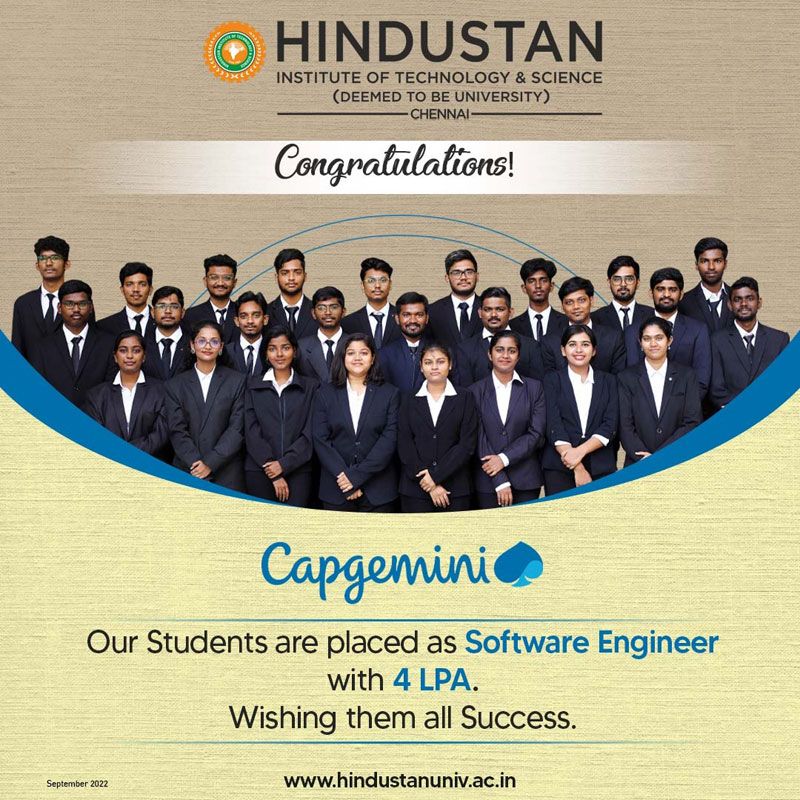 HINDUSTAN
INSTITUTE OF TECHNOLOGY & SCIENCE
(DEEMED TO BE UNIVERSITY)
CHENNAI
Congratulations!
Capgemini
Our Students are placed as Software Engineer
with 4 LPA.
Wishing them all Success.
September 2022
www.hindustanuniv.ac.in